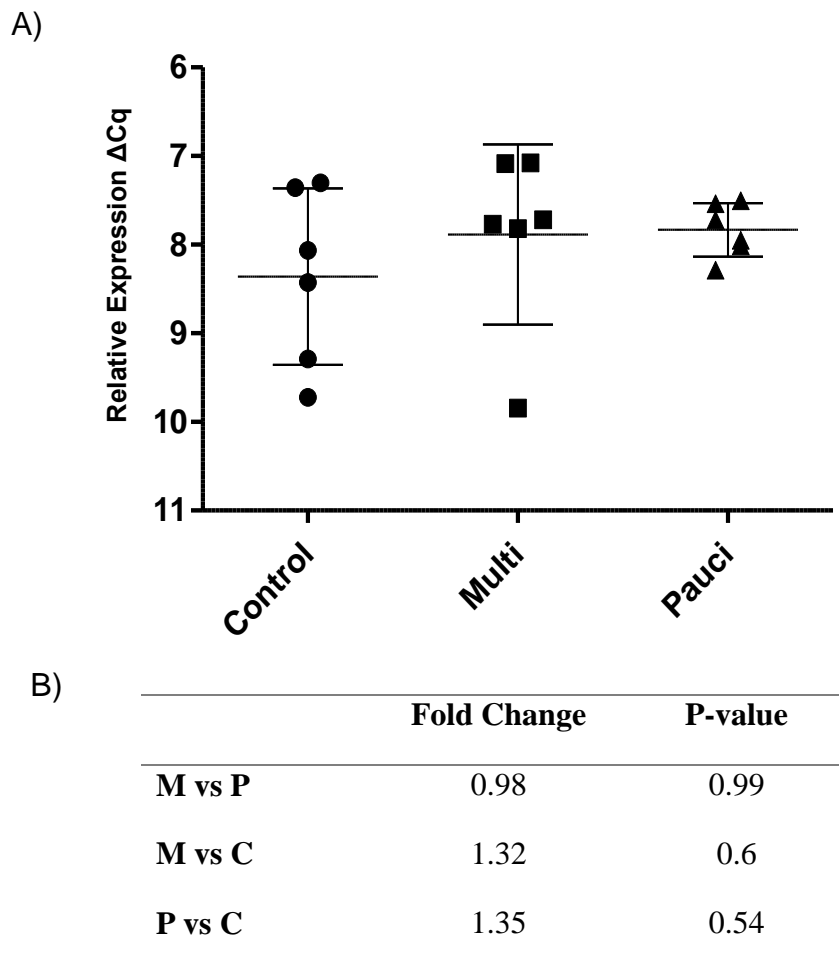 A)
6
7
8
9
10
11
Relative Expression ΔCq
Control
Multi
Pauci
B)
Fold Change P-value
M vs P 0.98 0.99
M vs C 1.32 0.6
P vs C 1.35 0.54